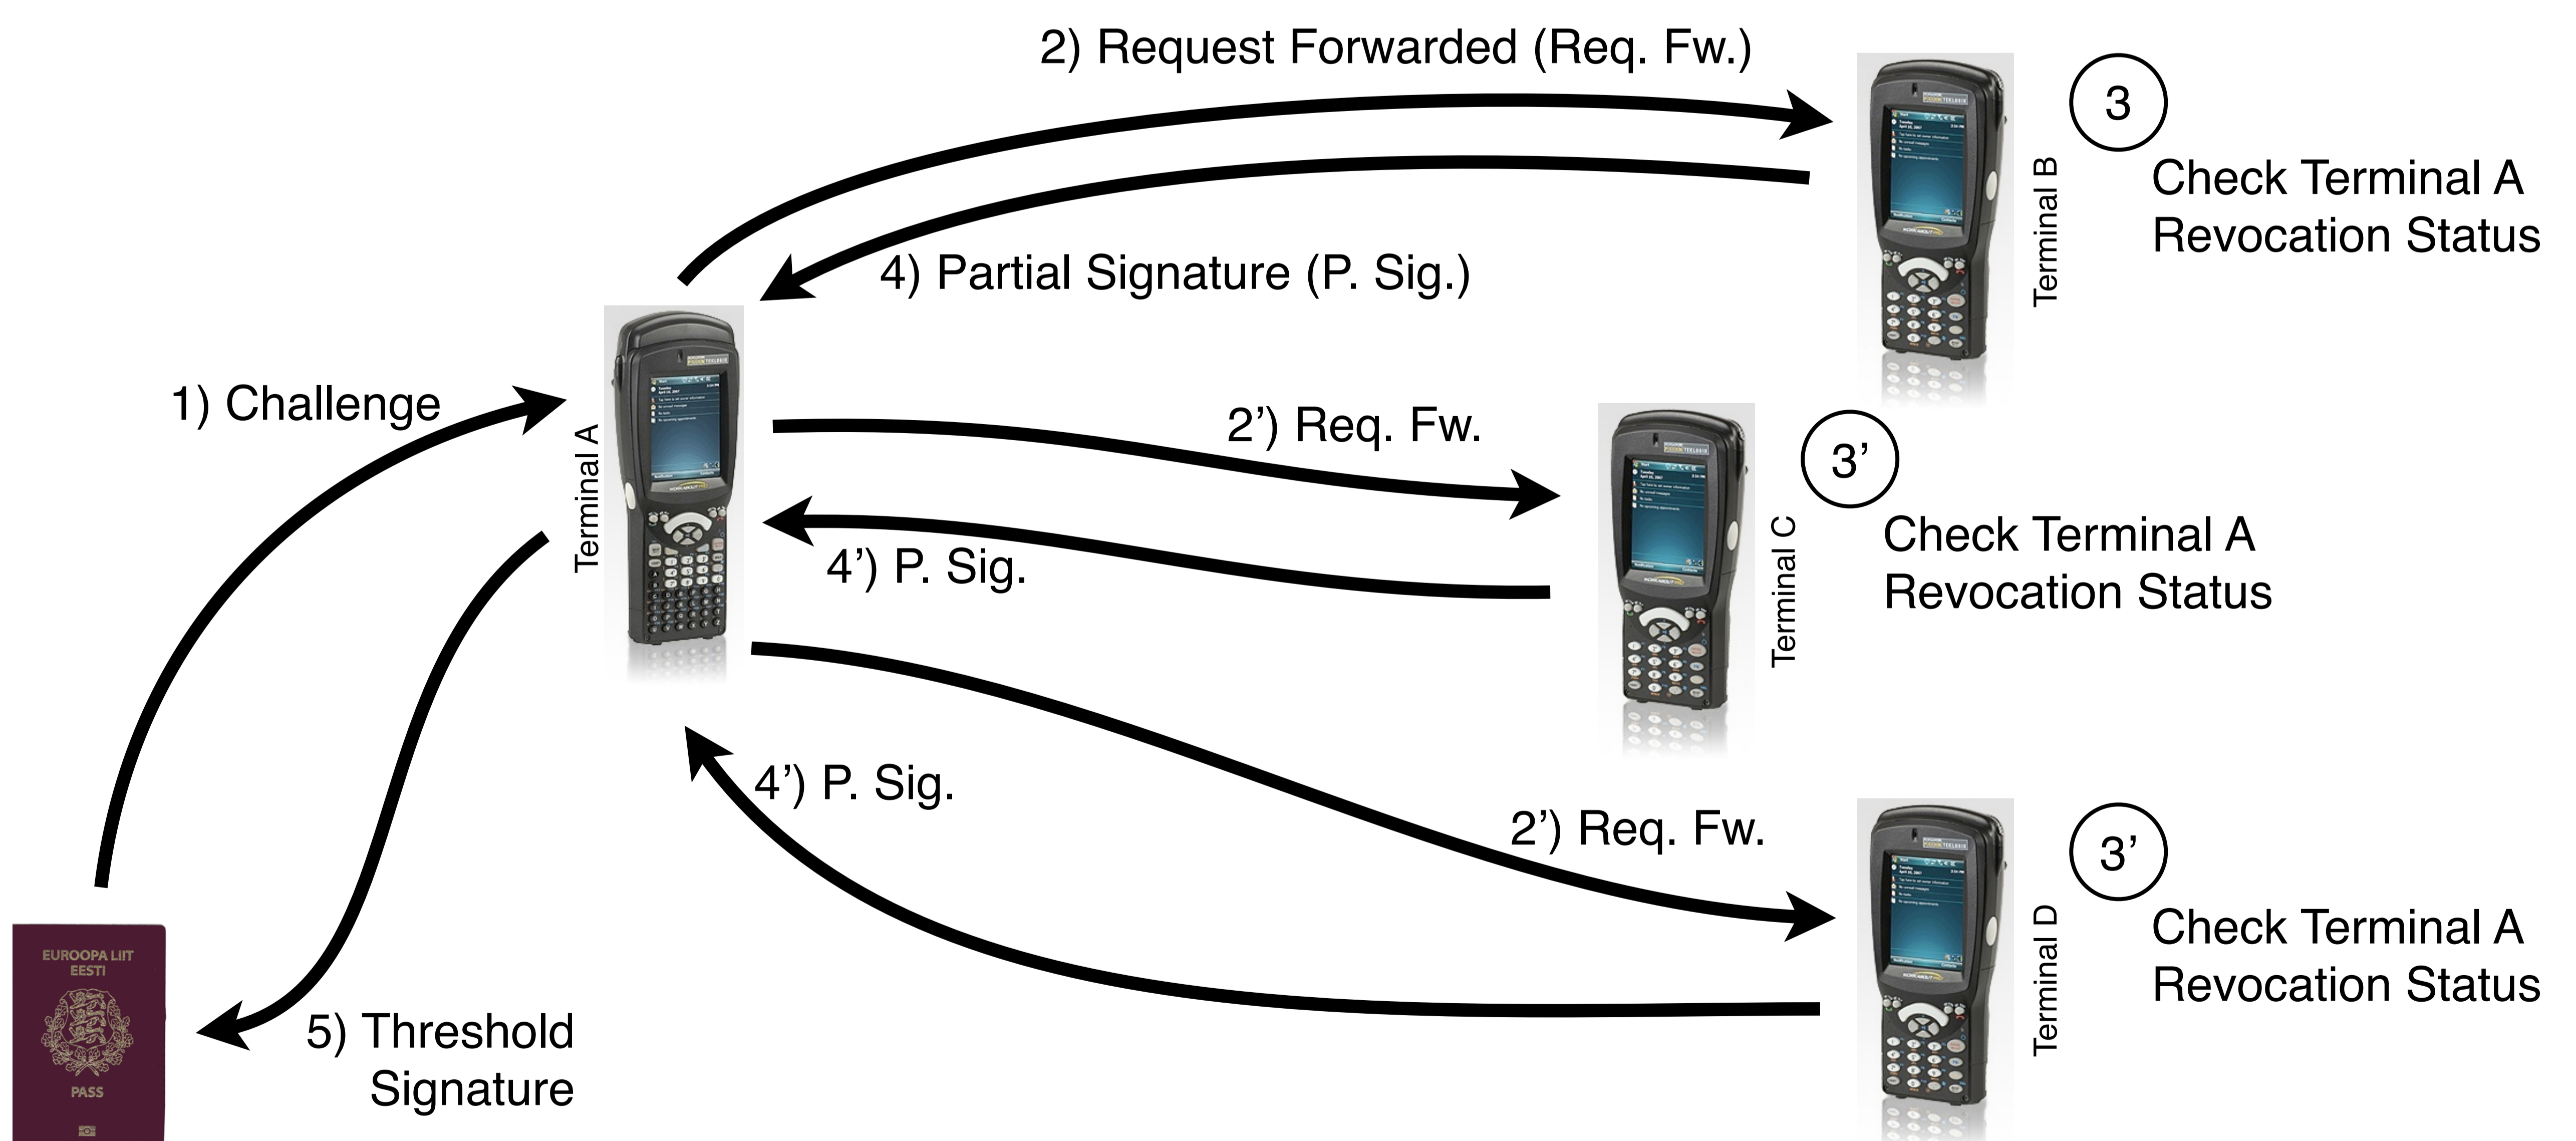 2) Request Forwarded (Req. Fw.)
3
Check Terminal A
Revocation Status
Terminal B
4) Partial Signature (P. Sig.)
1) Challenge
Terminal A
2’) Req. Fw.
3’
Check Terminal A
Revocation Status
Terminal C
4’) P. Sig.
4’) P. Sig.
2’) Req. Fw.
3’
Check Terminal A
Revocation Status
Terminal D
EUROOPA LIIT
EESTI
PASS
5) Threshold
Signature